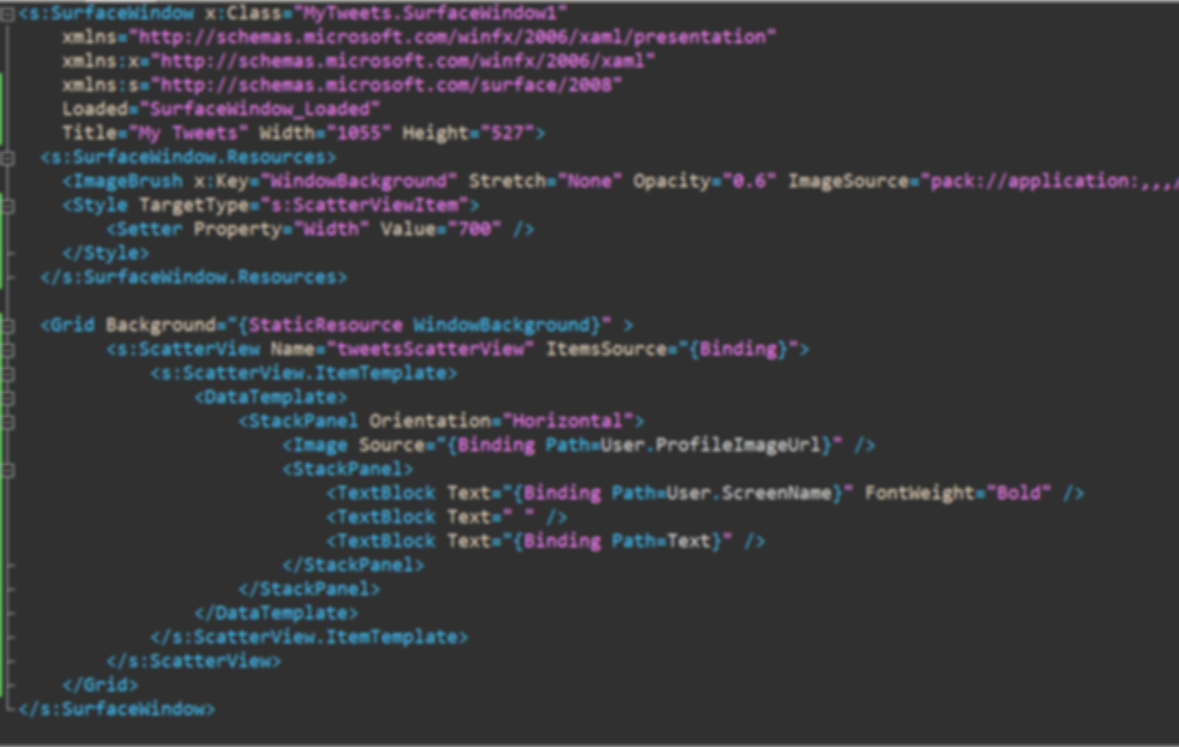 <s:SurfaceWindow x:Class="MyTweets.SurfaceWindow1"
xmlns="http://schemas.microsoft.com/winfx/2006/xaml/presentation"
xmlns:x="http://schemas.microsoft.com/winfx/2006/xaml"
xmlns:s="http://schemas.microsoft.com/surface/2008"
Loaded="SurfaceWindow_Loaded"
Title="My Tweets" Width="1055" Height="527">
<s:SurfaceWindow.Resources>
<ImageBrush x:Key="WindowBackground" Stretch="None" Opacity="0.6" ImageSource="pack://application:,,,/
<Style TargetType="s:ScatterViewItem">
<Setter Property="Width" Value="700" />
</Style>
</s:SurfaceWindow.Resources>
<Grid Background="{StaticResource WindowBackground}" >
<s:ScatterView Name="tweetsScatterView" ItemsSource="{Binding}">
<s:ScatterView.ItemTemplate>
<DataTemplate>
<StackPanel Orientation="Horizontal">
<Image Source="{Binding Path=User.ProfileImageUrl}" />
<StackPanel>
<TextBlock Text="{Binding Path=User.ScreenName}" FontWeight="Bold" />
<TextBlock Text=" " />
<TextBlock Text="{Binding Path=Text}" />
</StackPanel>
</StackPanel>
</DataTemplate>
</s:ScatterView.ItemTemplate>
</s:ScatterView>
</Grid>
</s:SurfaceWindow>